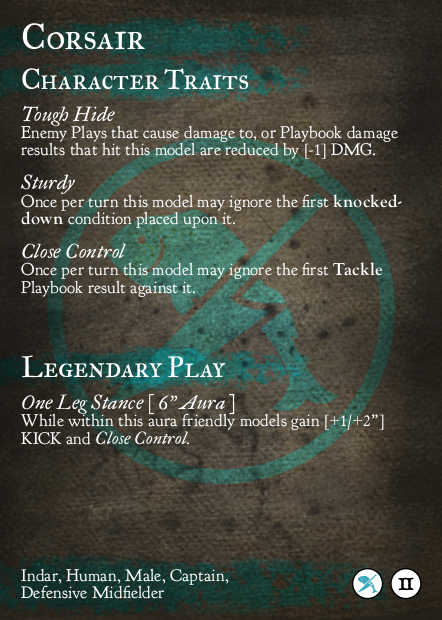 Corsair
Character Traits
Tough Hide
Enemy Plays that cause damage to, or Playbook damage
results that hit this model are reduced by [-1] DMG.
Sturdy
Once per turn this model may ignore the first knocked-
down condition placed upon it.
Close Control
Once per turn this model may ignore the first Tackle
Playbook result against it.
Legendary Play
One Leg Stance [ 6” Aura ]
While within this aura friendly models gain [+1/+2”]
KICK and Close Control.
Indar, Human, Male, Captain,
Defensive Midfielder
II